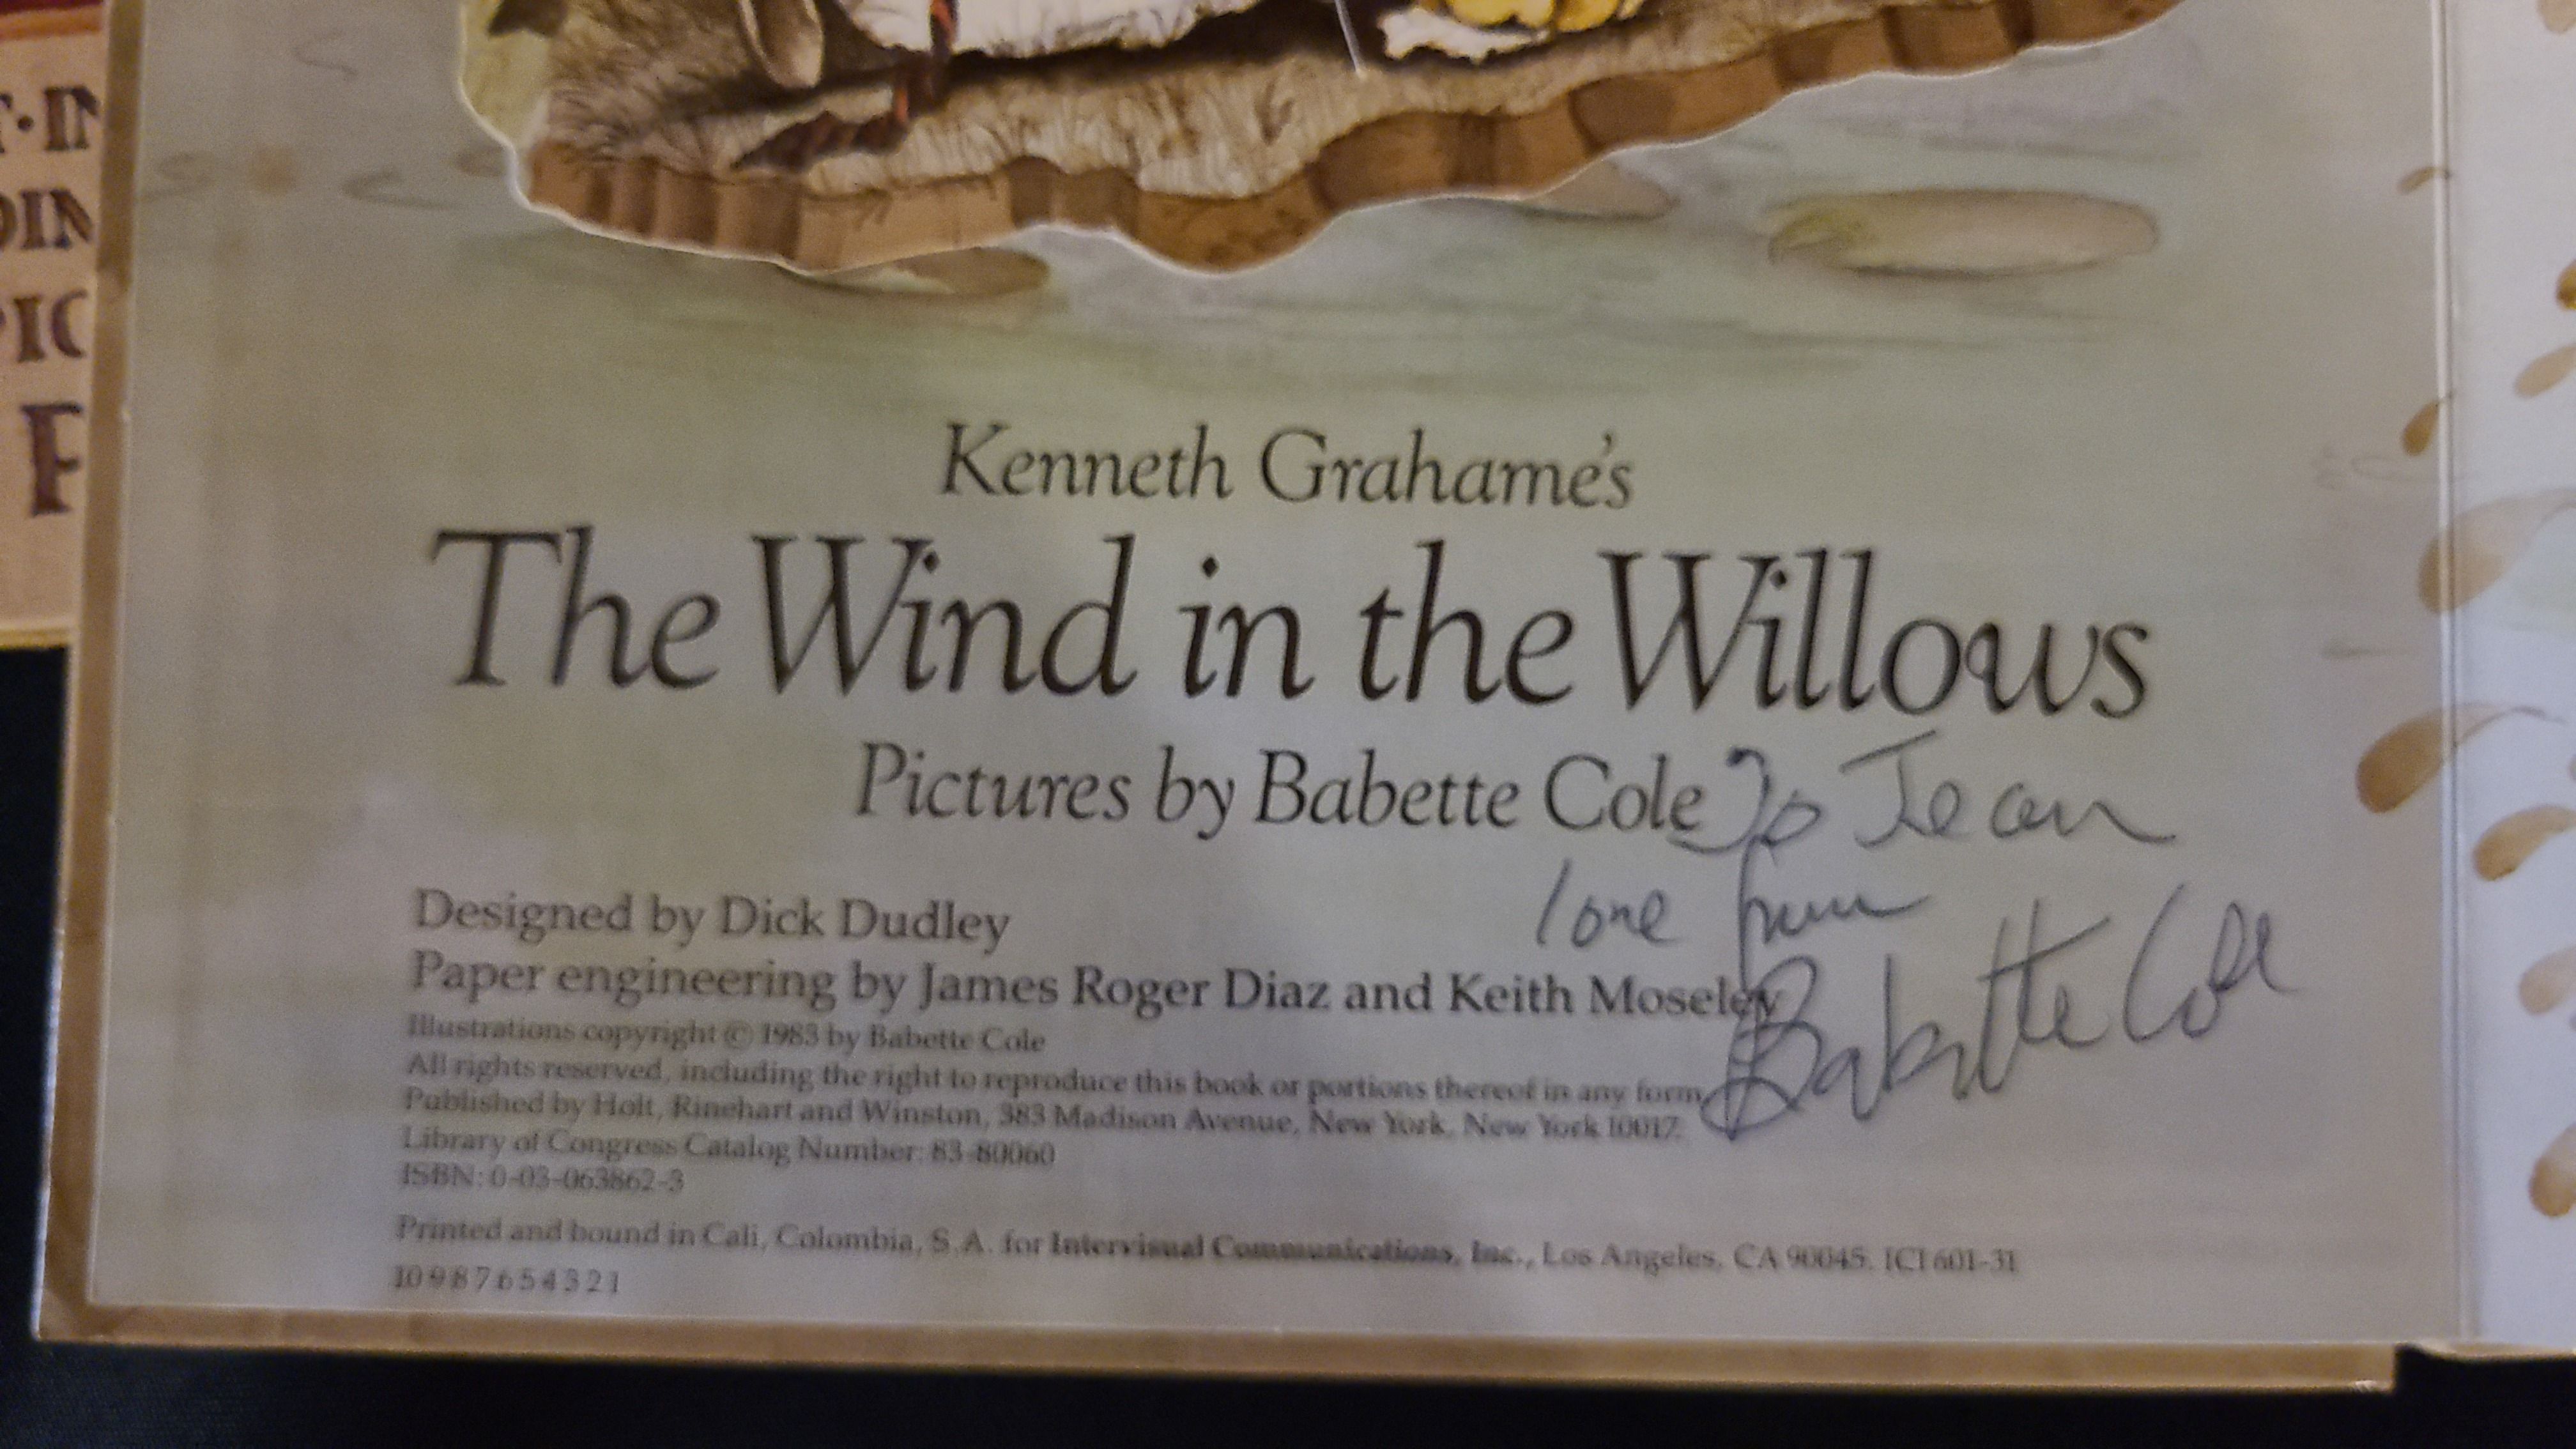 T·IN
DIN
PIC
F
Kenneth Grahame's
The Wind in the Willows
Pictures by Babette Cole
To Jean
love from
Babette Cole
Designed by Dick Dudley
Paper engineering by James Roger Diaz and Keith Moseley
Illustrations copyright © 1983 by Babette Cole
All rights reserved, including the right to reproduce this book or portions thereof in any form.
Published by Holt, Rinehart and Winston, 383 Madison Avenue, New York, New York 10017.
Library of Congress Catalog Number: 83-80060
ISBN: 0-03-063862-3
Printed and bound in Cali, Colombia, S.A. for Intervisual Communications, Inc., Los Angeles, CA 90045. ICI 601-31
10 9 8 7 6 5 4 3 2 1